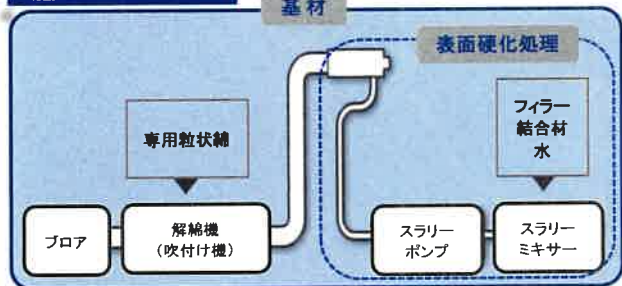 基材
表面硬化処理
専用粒状綿
フィラー
結合材
水
ブロア
解綿機
（吹付け機）
スラリー
ポンプ
スラリー
ミキサー